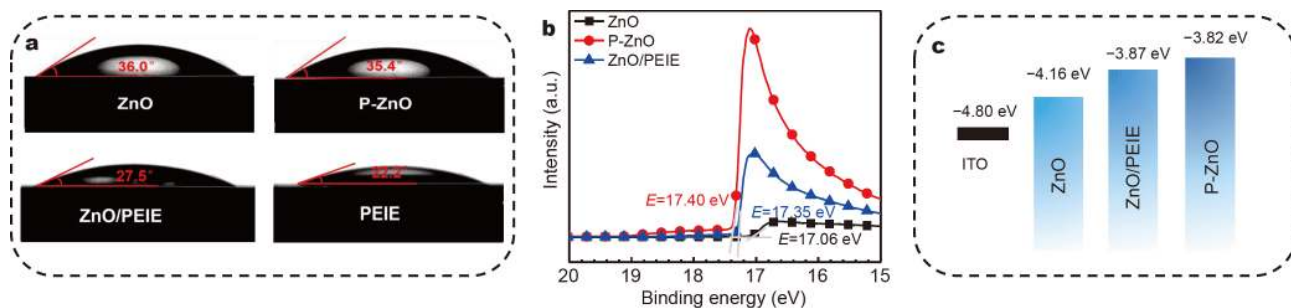 a
36.0°
ZnO
35.4°
P-ZnO
27.5°
ZnO/PEIE
PEIE
b
ZnO
P-ZnO
ZnO/PEIE
Intensity (a.u.)
E=17.40 eV
E=17.35 eV
E=17.06 eV
20 19 18 17 16 15
Binding energy (eV)
c
−4.80 eV
ITO
−4.16 eV
ZnO
−3.87 eV
ZnO/PEIE
−3.82 eV
P-ZnO